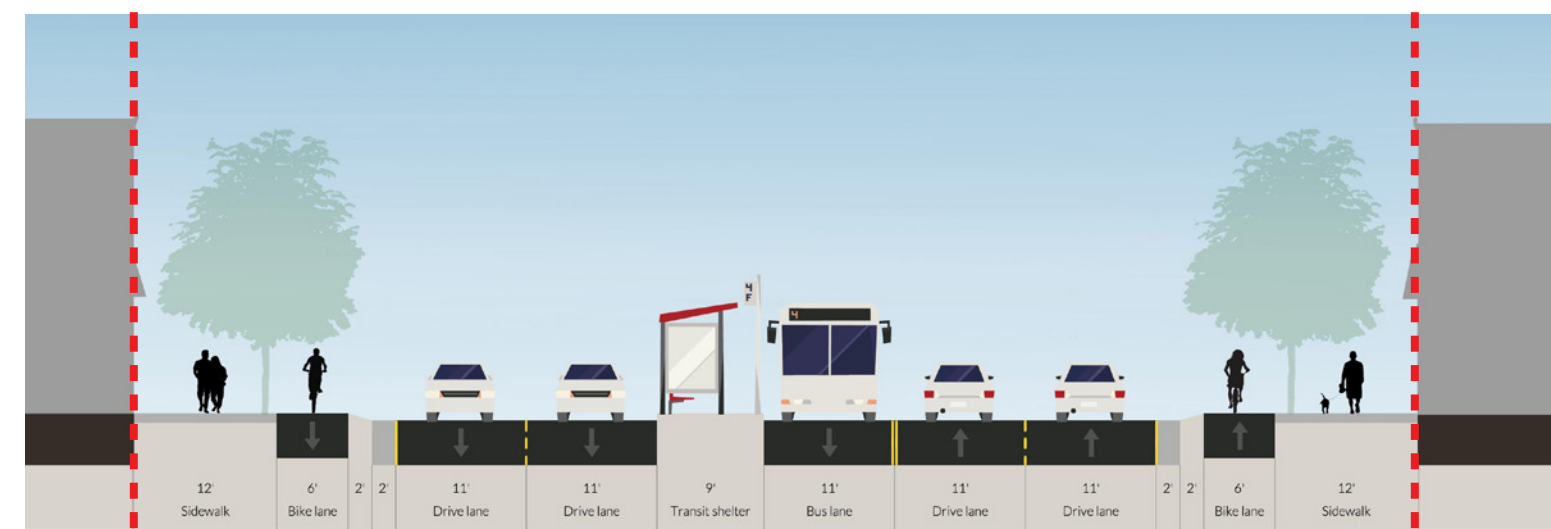 4
F
4
12' 6' 2' 2' 11' 11' 9' 11' 11' 11' 2' 2' 6' 12'
Sidewalk Bike lane Drive lane Drive lane Transit shelter Bus lane Drive lane Drive lane Bike lane Sidewalk